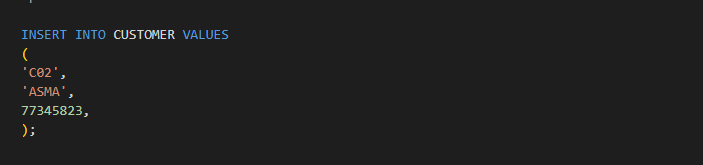 INSERT INTO CUSTOMER VALUES
(
'C02',
'ASMA',
77345823,
);